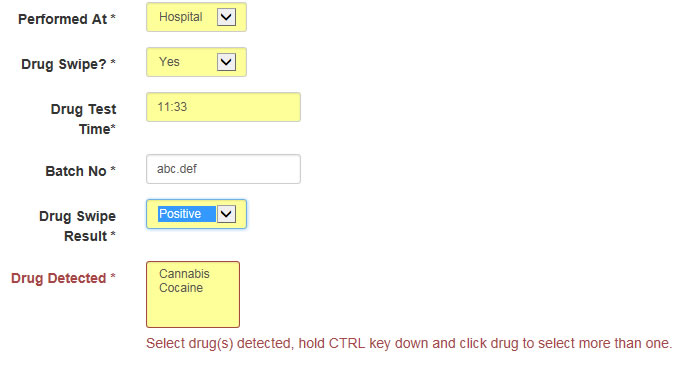 Performed At * Hospital
Drug Swipe? * Yes
Drug Test
Time* 11:33
Batch No * abc.def
Drug Swipe
Result * Positive
Drug Detected * Cannabis
Cocaine
Select drug(s) detected, hold CTRL key down and click drug to select more than one.